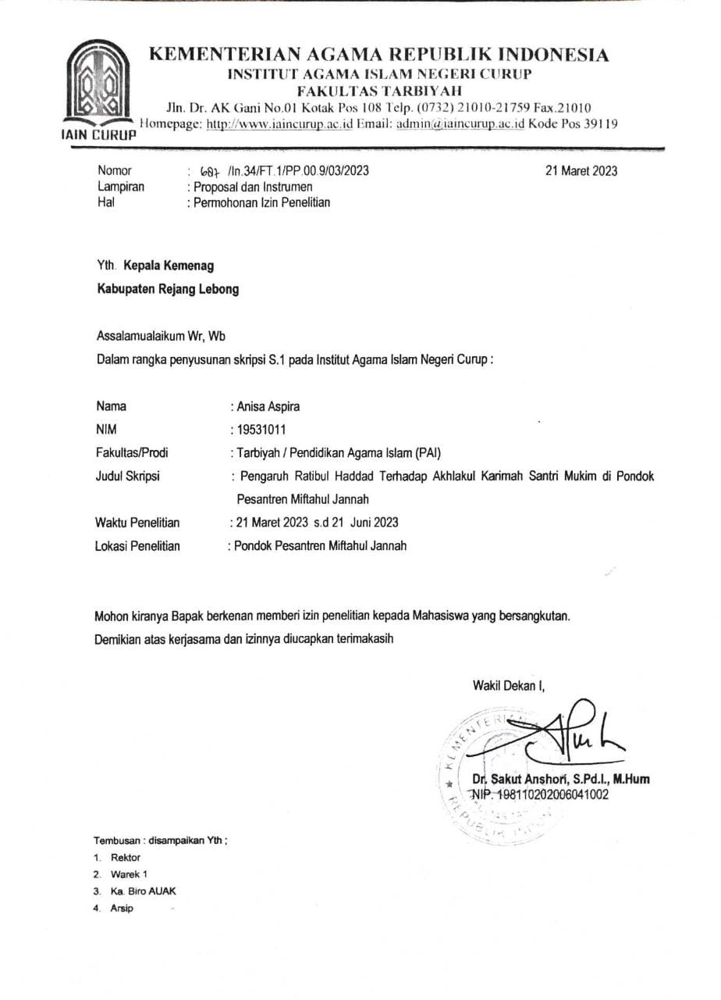 KEMENTERIAN AGAMA REPUBLIK INDONESIA
INSTITUT AGAMA ISLAM NEGERI CURUP
FAKULTAS TARBIYAH
Jln. Dr. AK Gani No.01 Kotak Pos 108 Telp. (0732) 21010-21759 Fax.21010
Homepage: http://www.iaincurup.ac.id Email: admin@iaincurup.ac.id Kode Pos 39119
IAIN CURUP
Nomor : 687 /In.34/FT.1/PP.00.9/03/2023 21 Maret 2023
Lampiran : Proposal dan Instrumen
Hal : Permohonan Izin Penelitian
Yth. Kepala Kemenag
Kabupaten Rejang Lebong
Assalamualaikum Wr, Wb
Dalam rangka penyusunan skripsi S.1 pada Institut Agama Islam Negeri Curup :
Nama : Anisa Aspira
NIM : 19531011
Fakultas/Prodi : Tarbiyah / Pendidikan Agama Islam (PAI)
Judul Skripsi : Pengaruh Ratibul Haddad Terhadap Akhlakul Karimah Santri Mukim di Pondok
Pesantren Miftahul Jannah
Waktu Penelitian : 21 Maret 2023 s.d 21 Juni 2023
Lokasi Penelitian : Pondok Pesantren Miftahul Jannah
Mohon kiranya Bapak berkenan memberi izin penelitian kepada Mahasiswa yang bersangkutan.
Demikian atas kerjasama dan izinnya diucapkan terimakasih
Wakil Dekan I,
KEMENTERIAN
REPUBLIK
Dr. Sakut Anshori, S.Pd.I., M.Hum
NIP. 198110202006041002
Tembusan : disampaikan Yth ;
1. Rektor
2. Warek 1
3. Ka. Biro AUAK
4. Arsip